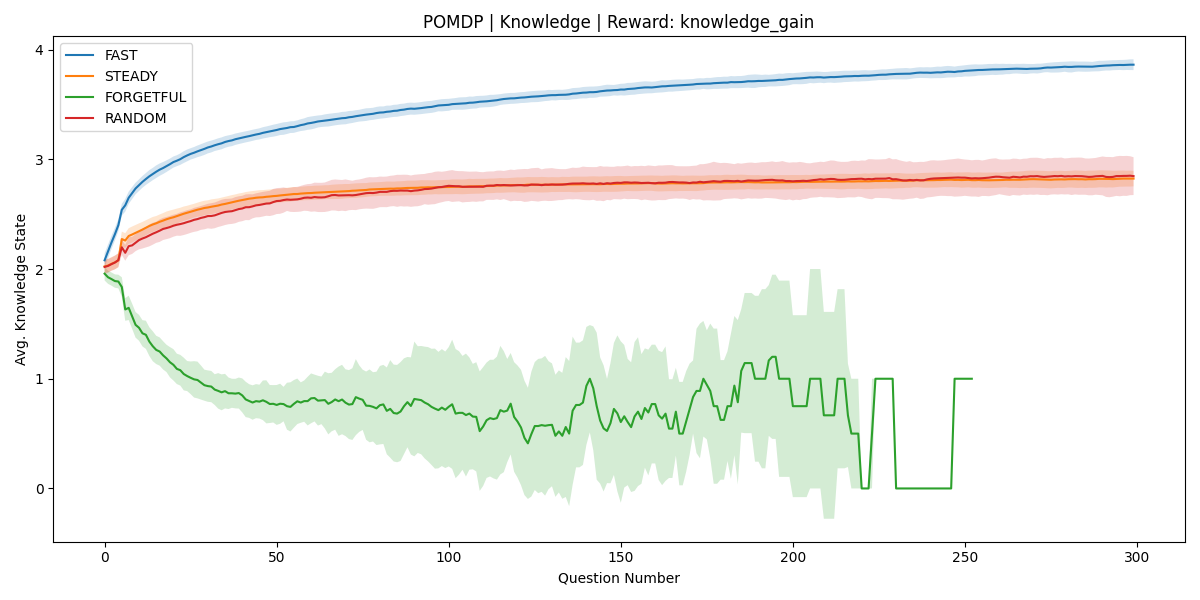 POMDP | Knowledge | Reward: knowledge_gain
FAST
STEADY
FORGETFUL
RANDOM
4
3
2
1
0
Avg. Knowledge State
0 50 100 150 200 250 300
Question Number